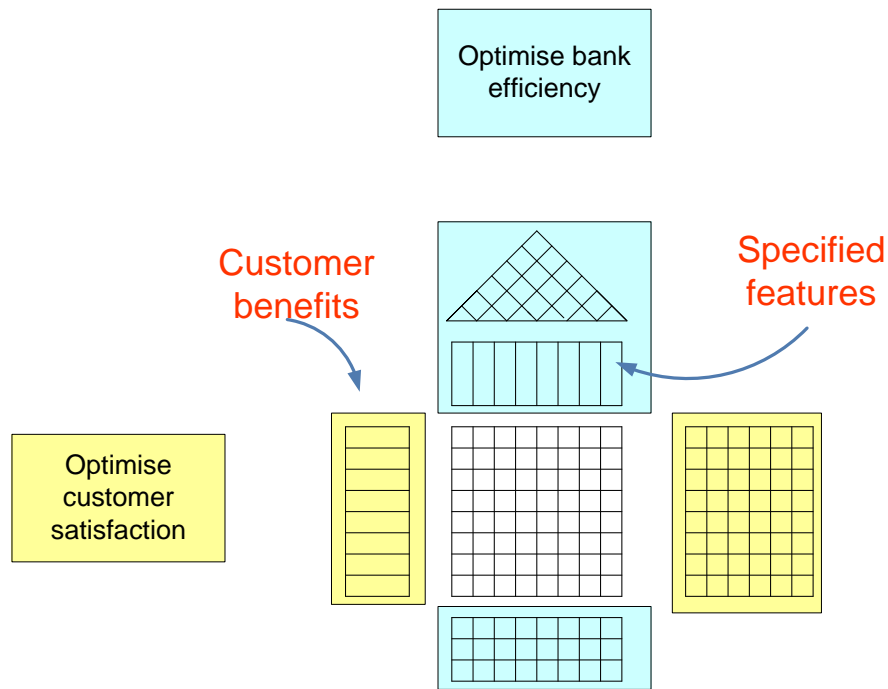 Optimise bank
efficiency
Customer
benefits
Specified
features
Optimise
customer
satisfaction